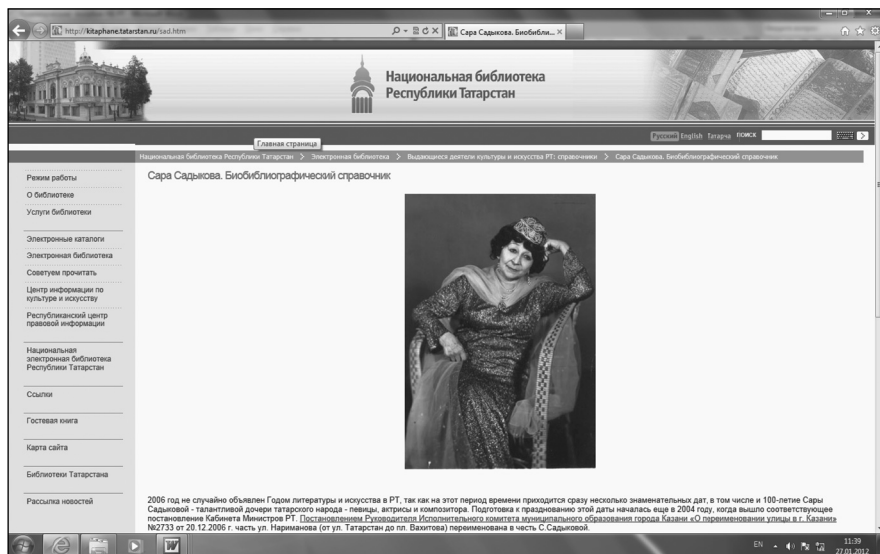 http://kitaphane.tatarstan.ru/sad.htm
Сара Садыкова. Биобибли...
Национальная библиотека
Республики Татарстан
Главная страница
Русский English Татарча ПОИСК
Национальная библиотека Республики Татарстан > Электронная библиотека > Выдающиеся деятели культуры и искусства РТ: справочники > Сара Садыкова. Биобиблиографический справочник
Режим работы
О библиотеке
Услуги библиотеки
Электронные каталоги
Электронная библиотека
Советуем прочитать
Центр информации по
культуре и искусству
Республиканский центр
правовой информации
Национальная
электронная библиотека
Республики Татарстан
Ссылки
Гостевая книга
Карта сайта
Библиотеки Татарстана
Рассылка новостей
Сара Садыкова. Биобиблиографический справочник
2006 год не случайно объявлен Годом литературы и искусства в РТ, так как на этот период времени приходится сразу несколько знаменательных дат, в том числе и 100-летие Сары
Садыковой - талантливой дочери татарского народа - певицы, актрисы и композитора. Подготовка к празднованию этой даты началась еще в 2004 году, когда вышло соответствующее
постановление Кабинета Министров РТ. Постановлением Руководителя Исполнительного комитета муниципального образования города Казани «О переименовании улицы в г. Казани»
№2733 от 20.12.2006 г. часть ул. Нариманова (от ул. Татарстан до пл. Вахитова) переименована в честь С.Садыковой.
EN
11:39
27.01.2012